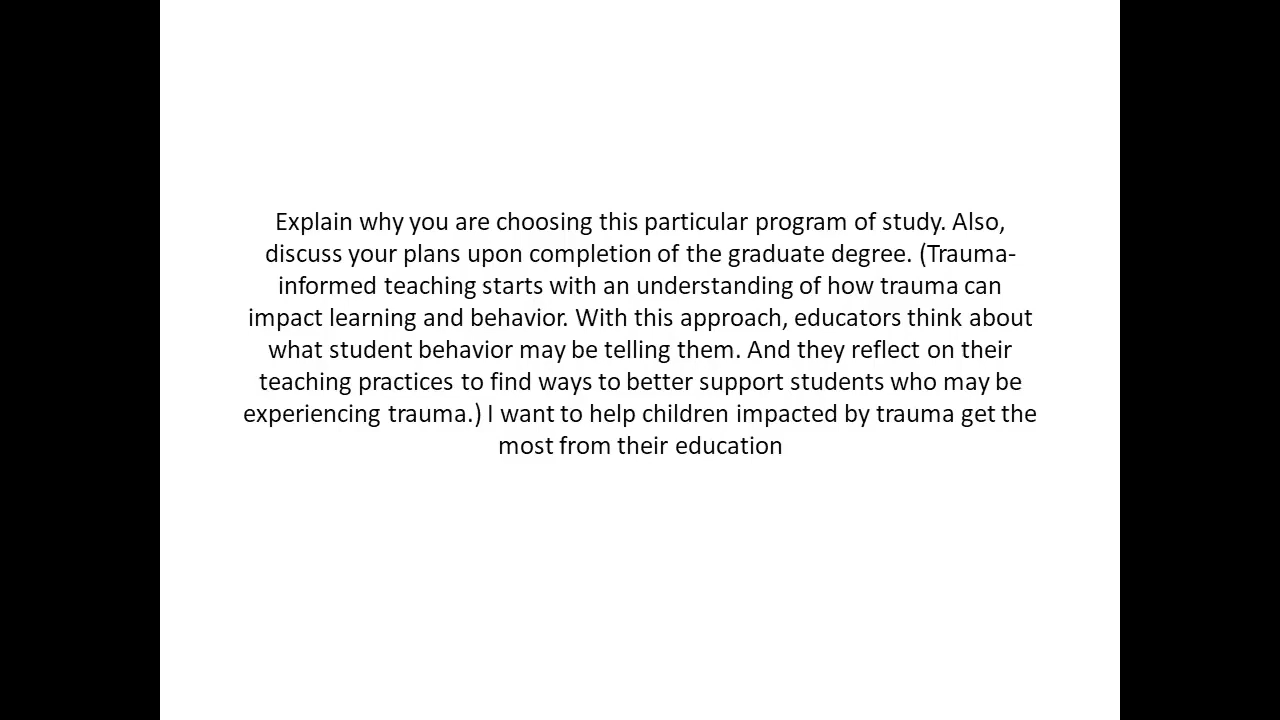 Explain why you are choosing this particular program of study. Also,
discuss your plans upon completion of the graduate degree. (Trauma-
informed teaching starts with an understanding of how trauma can
impact learning and behavior. With this approach, educators think about
what student behavior may be telling them. And they reflect on their
teaching practices to find ways to better support students who may be
experiencing trauma.) I want to help children impacted by trauma get the
most from their education